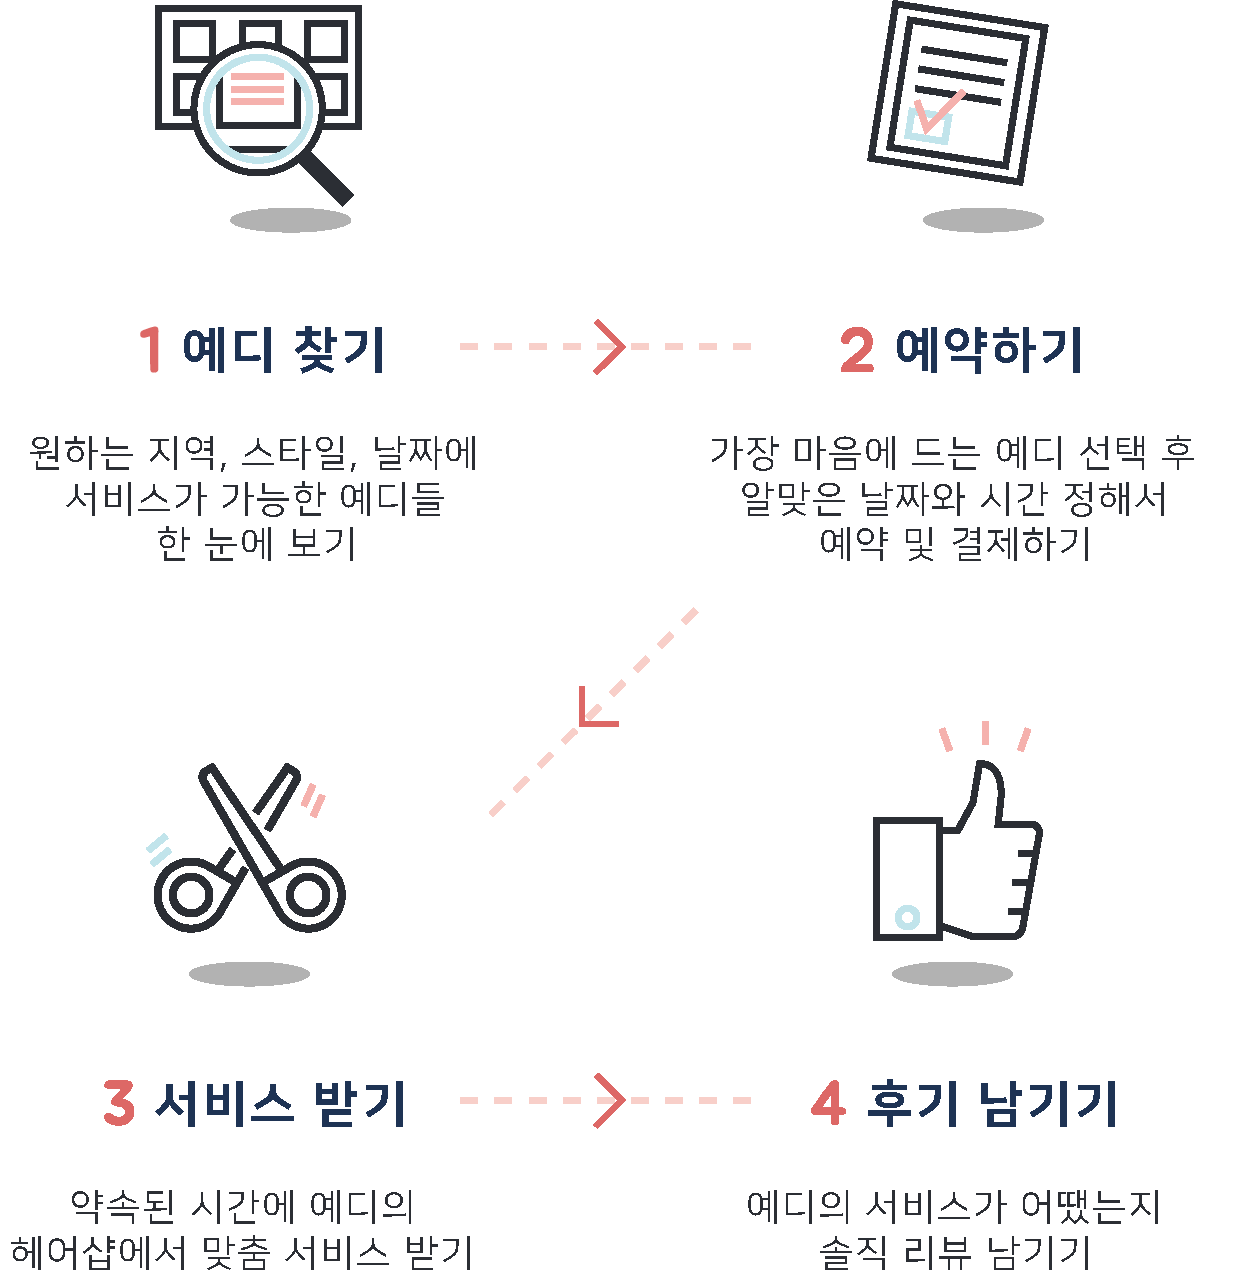 1 예디 찾기
원하는 지역, 스타일, 날짜에
서비스가 가능한 예디들
한 눈에 보기
2 예약하기
가장 마음에 드는 예디 선택 후
알맞은 날짜와 시간 정해서
예약 및 결제하기
3 서비스 받기
약속된 시간에 예디의
헤어샵에서 맞춤 서비스 받기
4 후기 남기기
예디의 서비스가 어땠는지
솔직 리뷰 남기기